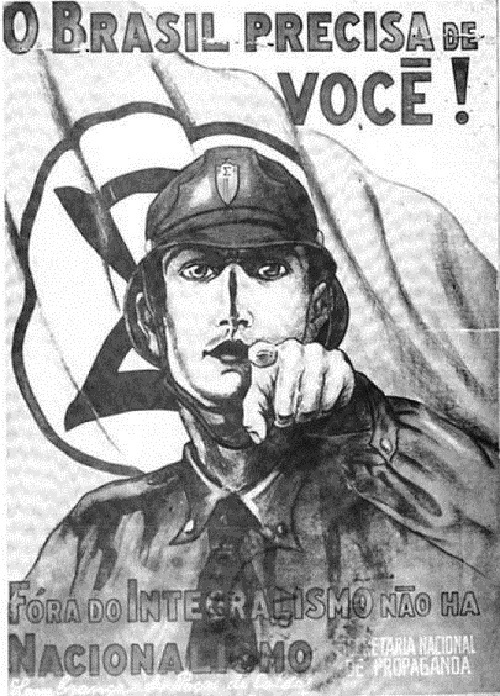 O BRASIL PRECISA DE
VOCÊ !
FÓRA DO INTEGRALISMO NÃO HA
NACIONALISMO
SECRETARIA NACIONAL
DE PROPAGANDA